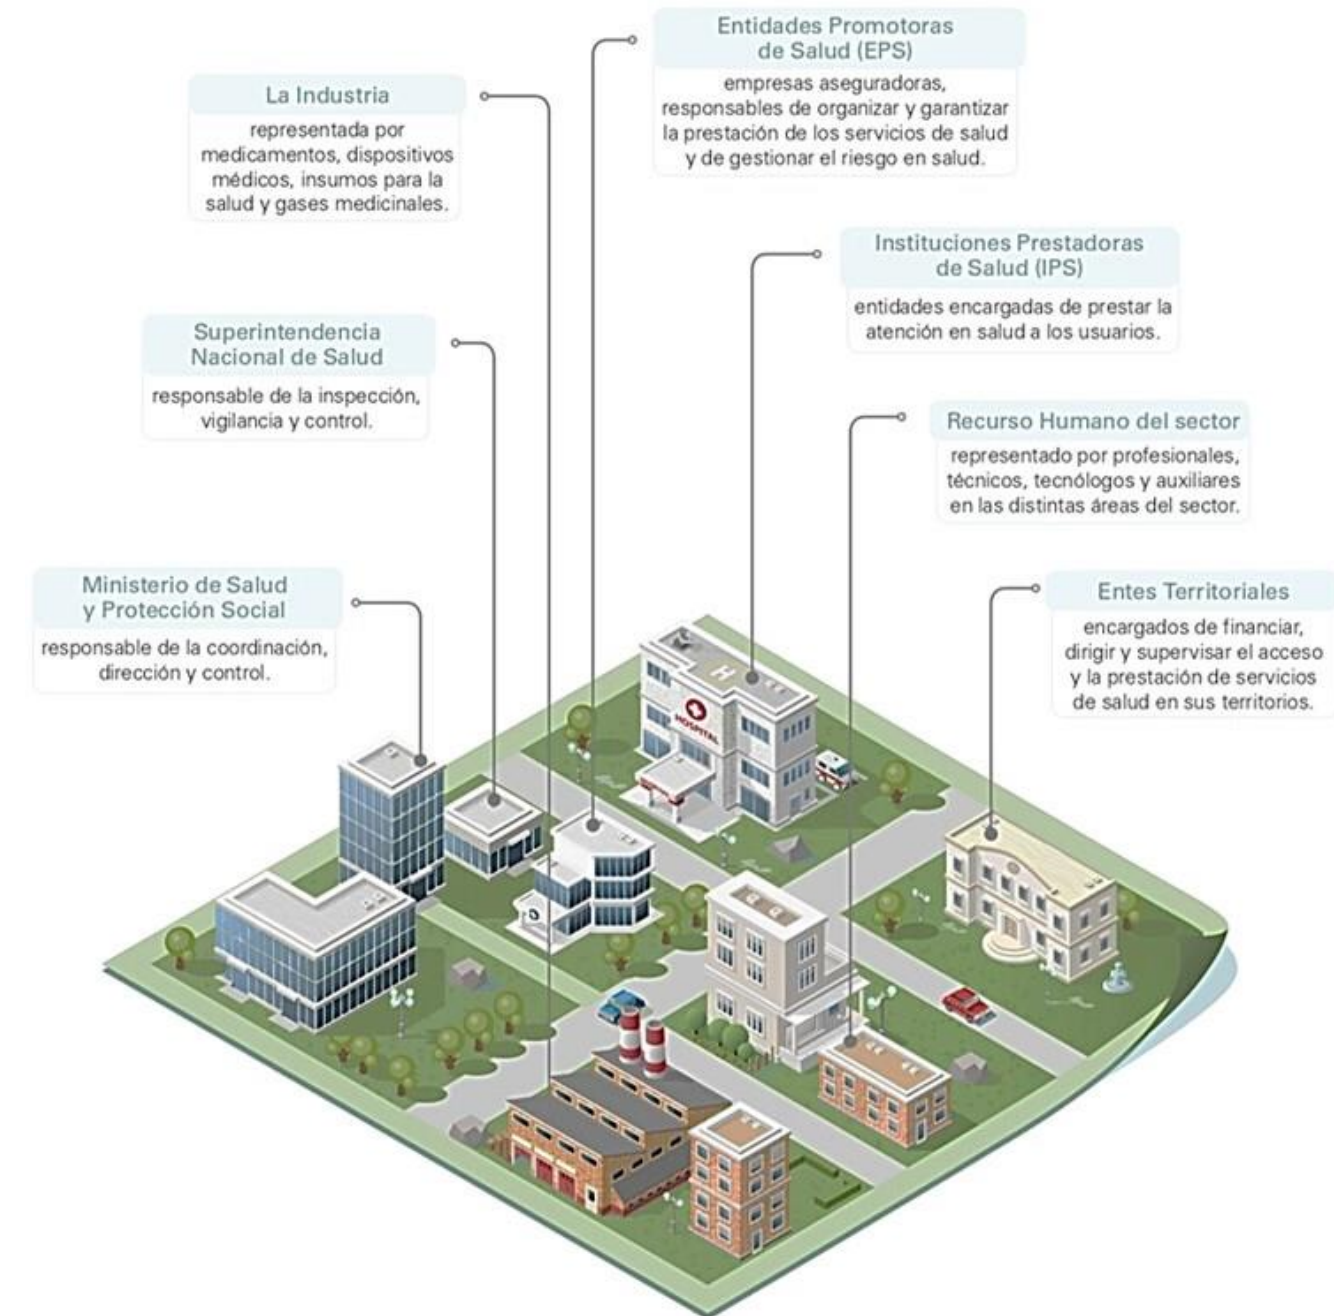 Entidades Promotoras
de Salud (EPS)
empresas aseguradoras,
responsables de organizar y garantizar
la prestación de los servicios de salud
y de gestionar el riesgo en salud.
La Industria
representada por
medicamentos, dispositivos
médicos, insumos para la
salud y gases medicinales.
Instituciones Prestadoras
de Salud (IPS)
entidades encargadas de prestar la
atención en salud a los usuarios.
Superintendencia
Nacional de Salud
responsable de la inspección,
vigilancia y control.
Recurso Humano del sector
representado por profesionales,
técnicos, tecnólogos y auxiliares
en las distintas áreas del sector.
Ministerio de Salud
y Protección Social
responsable de la coordinación,
dirección y control.
Entes Territoriales
encargados de financiar,
dirigir y supervisar el acceso
y la prestación de servicios
de salud en sus territorios.
H
HOSPITAL